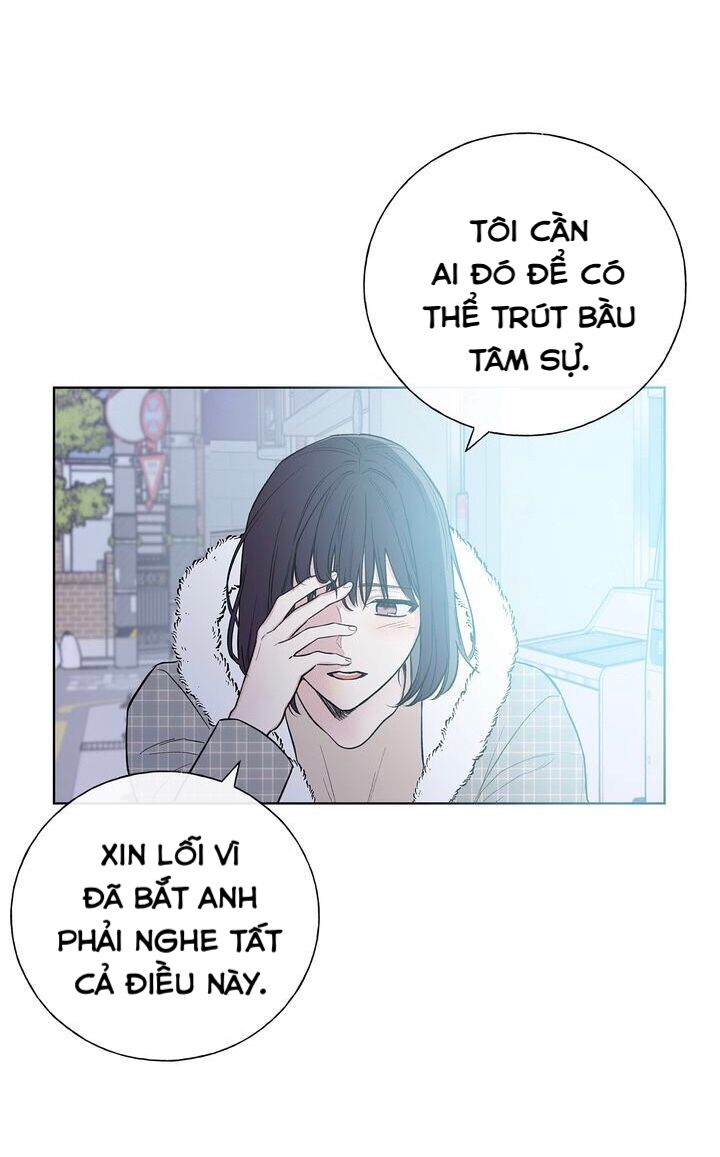 TÔI CẦN
AI ĐÓ ĐỂ CÓ
THỂ TRÚT BẦU
TÂM SỰ.
XIN LỖI VÌ
ĐÃ BẮT ANH
PHẢI NGHE TẤT
CẢ ĐIỀU NÀY.